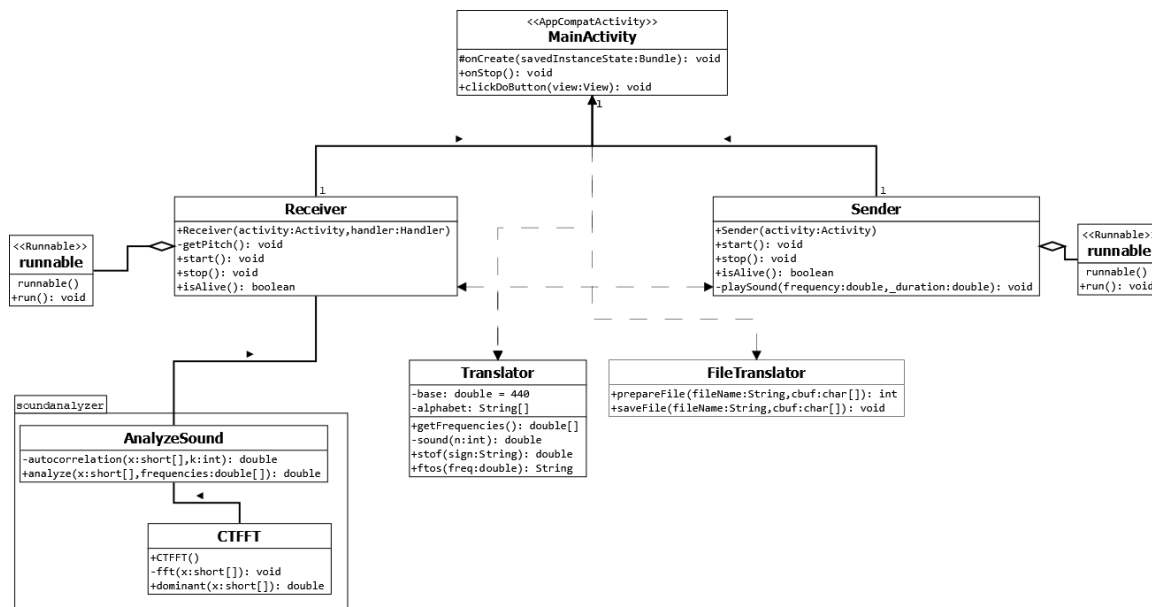 <<AppCompatActivity>>
MainActivity
#onCreate(savedInstanceState:Bundle): void
+onStop(): void
+clickDoButton(view:View): void
1
1
1
Receiver
+Receiver(activity:Activity,handler:Handler)
-getPitch(): void
+start(): void
+stop(): void
+isAlive(): boolean
Sender
+Sender(activity:Activity)
+start(): void
+stop(): void
+isAlive(): boolean
-playSound(frequency:double,_duration:double): void
<<Runnable>>
runnable
runnable()
+run(): void
<<Runnable>>
runnable
runnable()
+run(): void
Translator
-base: double = 440
-alphabet: String[]
+getFrequencies(): double[]
-sound(n:int): double
+stof(sign:String): double
+ftos(freq:double): String
FileTranslator
+prepareFile(fileName:String,cbuf:char[]): int
+saveFile(fileName:String,cbuf:char[]): void
soundanalyzer
AnalyzeSound
-autocorrelation(x:short[],k:int): double
+analyze(x:short[],frequencies:double[]): double
CTFFT
+CTFFT()
-fft(x:short[]): void
+dominant(x:short[]): double